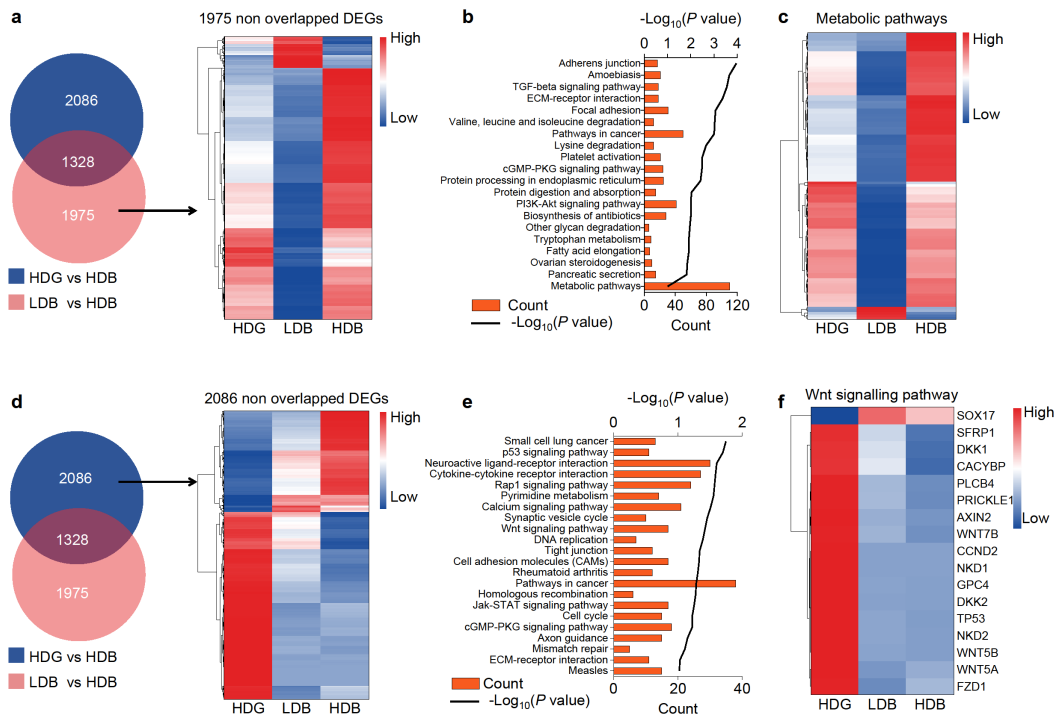 a
1975 non overlapped DEGs
2086
1328
1975
HDG vs HDB
LDB vs HDB
High
Low
HDG LDB HDB
b
-Log10(P value)
0 1 2 3 4
Adherens junction
Amoebiasis
TGF-beta signaling pathway
ECM-receptor interaction
Focal adhesion
Valine, leucine and isoleucine degradation
Pathways in cancer
Lysine degradation
Platelet activation
cGMP-PKG signaling pathway
Protein processing in endoplasmic reticulum
Protein digestion and absorption
PI3K-Akt signaling pathway
Biosynthesis of antibiotics
Other glycan degradation
Tryptophan metabolism
Fatty acid elongation
Ovarian steroidogenesis
Pancreatic secretion
Metabolic pathways
0 40 80 120
Count
Count
-Log10(P value)
c
Metabolic pathways
High
Low
HDG LDB HDB
d
2086 non overlapped DEGs
2086
1328
1975
HDG vs HDB
LDB vs HDB
High
Low
HDG LDB HDB
e
-Log10(P value)
0 1 2
Small cell lung cancer
p53 signaling pathway
Neuroactive ligand-receptor interaction
Cytokine-cytokine receptor interaction
Rap1 signaling pathway
Pyrimidine metabolism
Calcium signaling pathway
Synaptic vesicle cycle
Wnt signaling pathway
DNA replication
Tight junction
Cell adhesion molecules (CAMs)
Rheumatoid arthritis
Pathways in cancer
Homologous recombination
Jak-STAT signaling pathway
Cell cycle
cGMP-PKG signaling pathway
Axon guidance
Mismatch repair
ECM-receptor interaction
Measles
0 20 40
Count
Count
-Log10(P value)
f
Wnt signalling pathway
SOX17
SFRP1
DKK1
CACYBP
PLCB4
PRICKLE1
AXIN2
WNT7B
CCND2
NKD1
GPC4
DKK2
TP53
NKD2
WNT5B
WNT5A
FZD1
High
Low
HDG LDB HDB